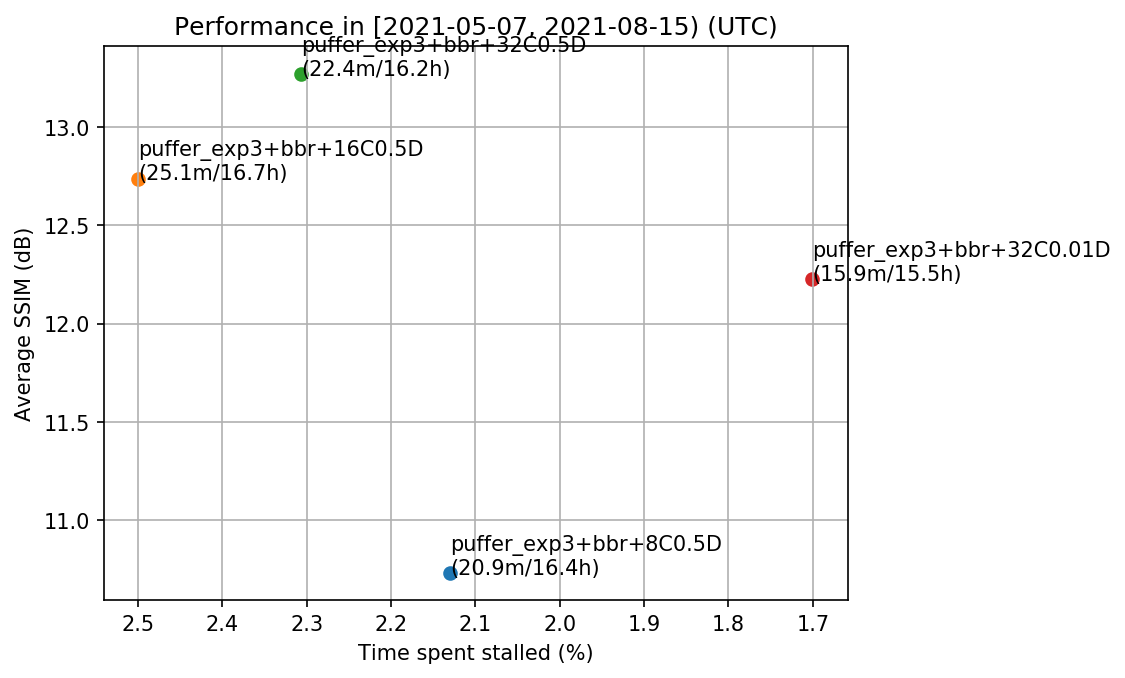 Performance in [2021-05-07, 2021-08-15) (UTC)
puffer_exp3+bbr+32C0.5D
(22.4m/16.2h)
13.0
puffer_exp3+bbr+16C0.5D
(25.1m/16.7h)
12.5
puffer_exp3+bbr+32C0.01D
(15.9m/15.5h)
12.0
Average SSIM (dB)
11.5
11.0
puffer_exp3+bbr+8C0.5D
(20.9m/16.4h)
2.5 2.4 2.3 2.2 2.1 2.0 1.9 1.8 1.7
Time spent stalled (%)